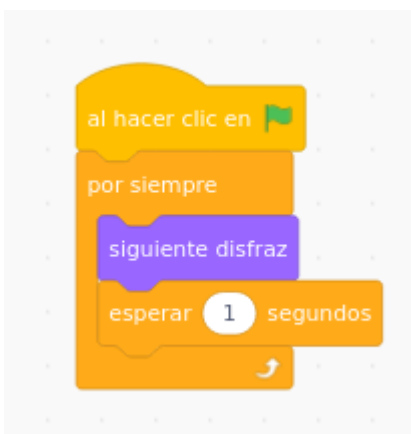 al hacer clic en
por siempre
siguiente disfraz
esperar 1 segundos